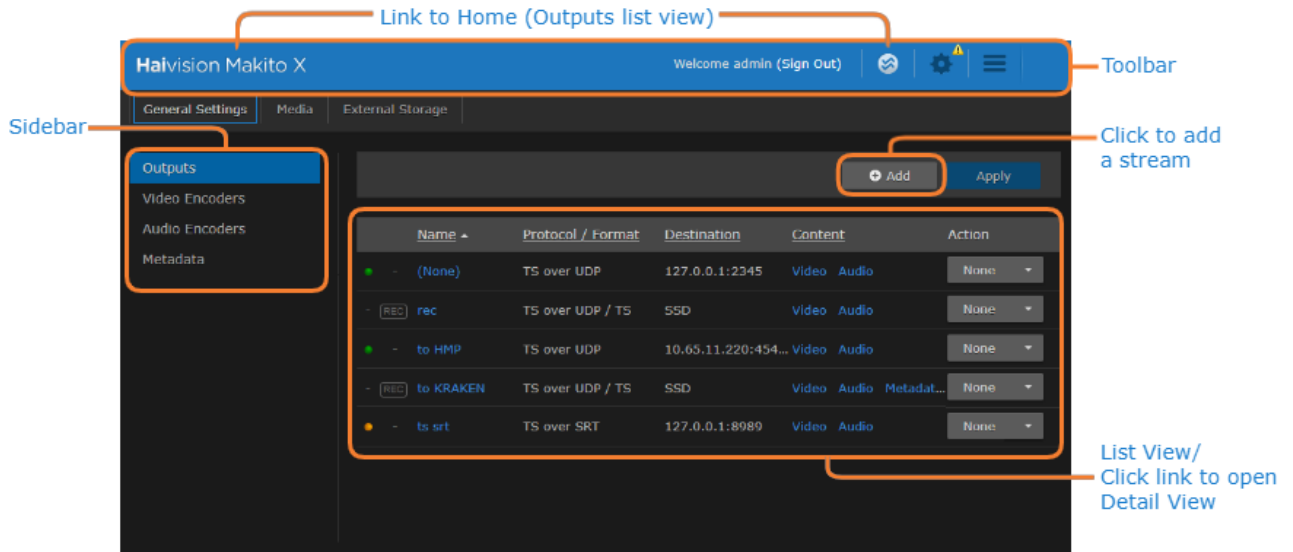 Link to Home (Outputs list view)
Haivision Makito X
Welcome admin (Sign Out)
Toolbar
General Settings Media External Storage
Sidebar
Click to add
a stream
Outputs
Video Encoders
Audio Encoders
Metadata
Add Apply
Name Protocol / Format Destination Content Action
- (None) TS over UDP 127.0.0.1:2345 Video Audio None
- REC rec TS over UDP / TS SSD Video Audio None
- to HMP TS over UDP 10.65.11.220:454... Video Audio None
- REC to KRAKEN TS over UDP / TS SSD Video Audio Metadat... None
- ts srt TS over SRT 127.0.0.1:8989 Video Audio None
List View/
Click link to open
Detail View